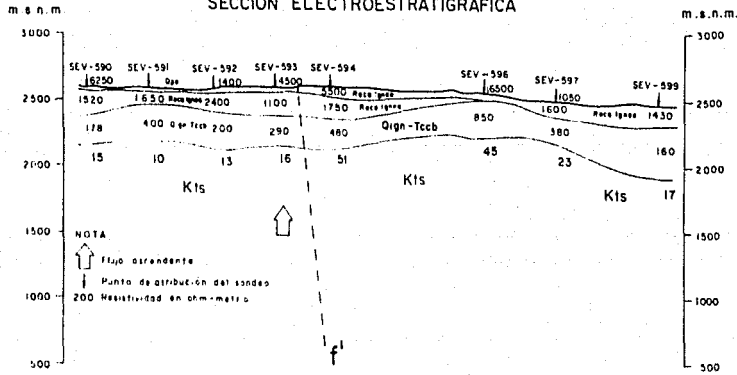 SECCION ELECTROESTRATIGRAFICA
m.s.n.m. m.s.n.m.
3000 3000
SEV-590 SEV-591 SEV-592 SEV-593 SEV-594 SEV-596 SEV-597 SEV-599
6250 1400 4500 5500 6500 1050
2500 2500
1520 1650 Roca Ignea 2400 1100 1750 Roca Ignea 850 1600 Roca Ignea 1430
178 400 Qign-Tccb 200 290 480 Qign-Tccb 380 160
2000 2000
15 10 13 16 51 45 23 17
Kts Kts Kts
1500 1500
NOTA
Flujo ascendente
Punto de atribución del sondeo
1000 1000
200 Resistividad en ohm-metro
500 f' 500